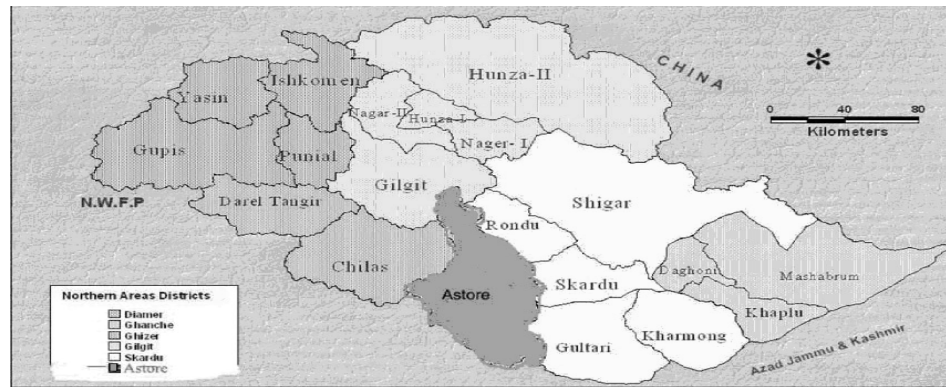 CHINA
Hunza-II
Ishkomen
Yasin
Nagar-II
Hunza-I
0 40 80
Kilometers
Gupis
Punial
Nager- I
Gilgit
N.W.F.P
Darel Tangir
Rondu
Shigar
Chilas
Astore
Skardu
Daghoni
Mashabrum
Khaplu
Gultari
Kharmong
Azad Jammu & Kashmir
Northern Areas Districts
Diamer
Ghanche
Ghizer
Gilgit
Skardu
Astore